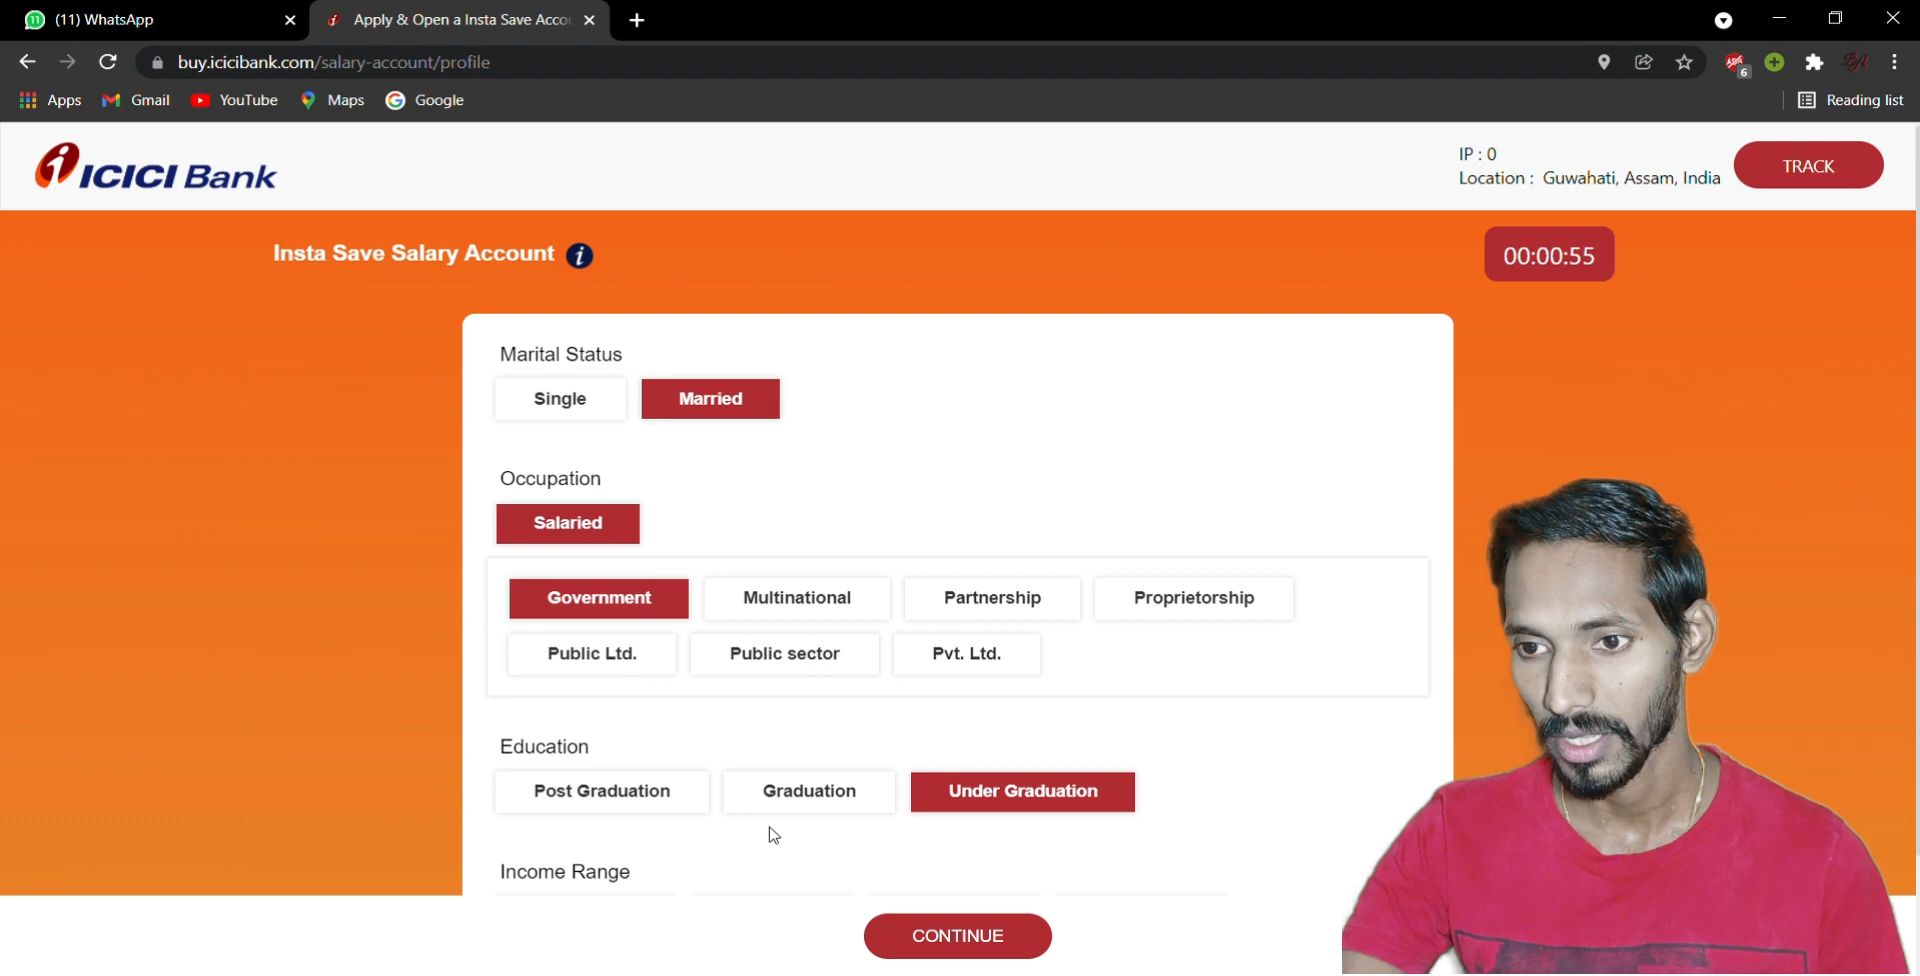 (11) WhatsApp
Apply & Open a Insta Save Accou
buy.icicibank.com/salary-account/profile
6
Apps
Gmail
YouTube
Maps
Google
Reading list
ICICI Bank
IP : 0
Location : Guwahati, Assam, India
TRACK
Insta Save Salary Account i
00:00:55
Marital Status
Single
Married
Occupation
Salaried
Government
Multinational
Partnership
Proprietorship
Public Ltd.
Public sector
Pvt. Ltd.
Education
Post Graduation
Graduation
Under Graduation
Income Range
CONTINUE